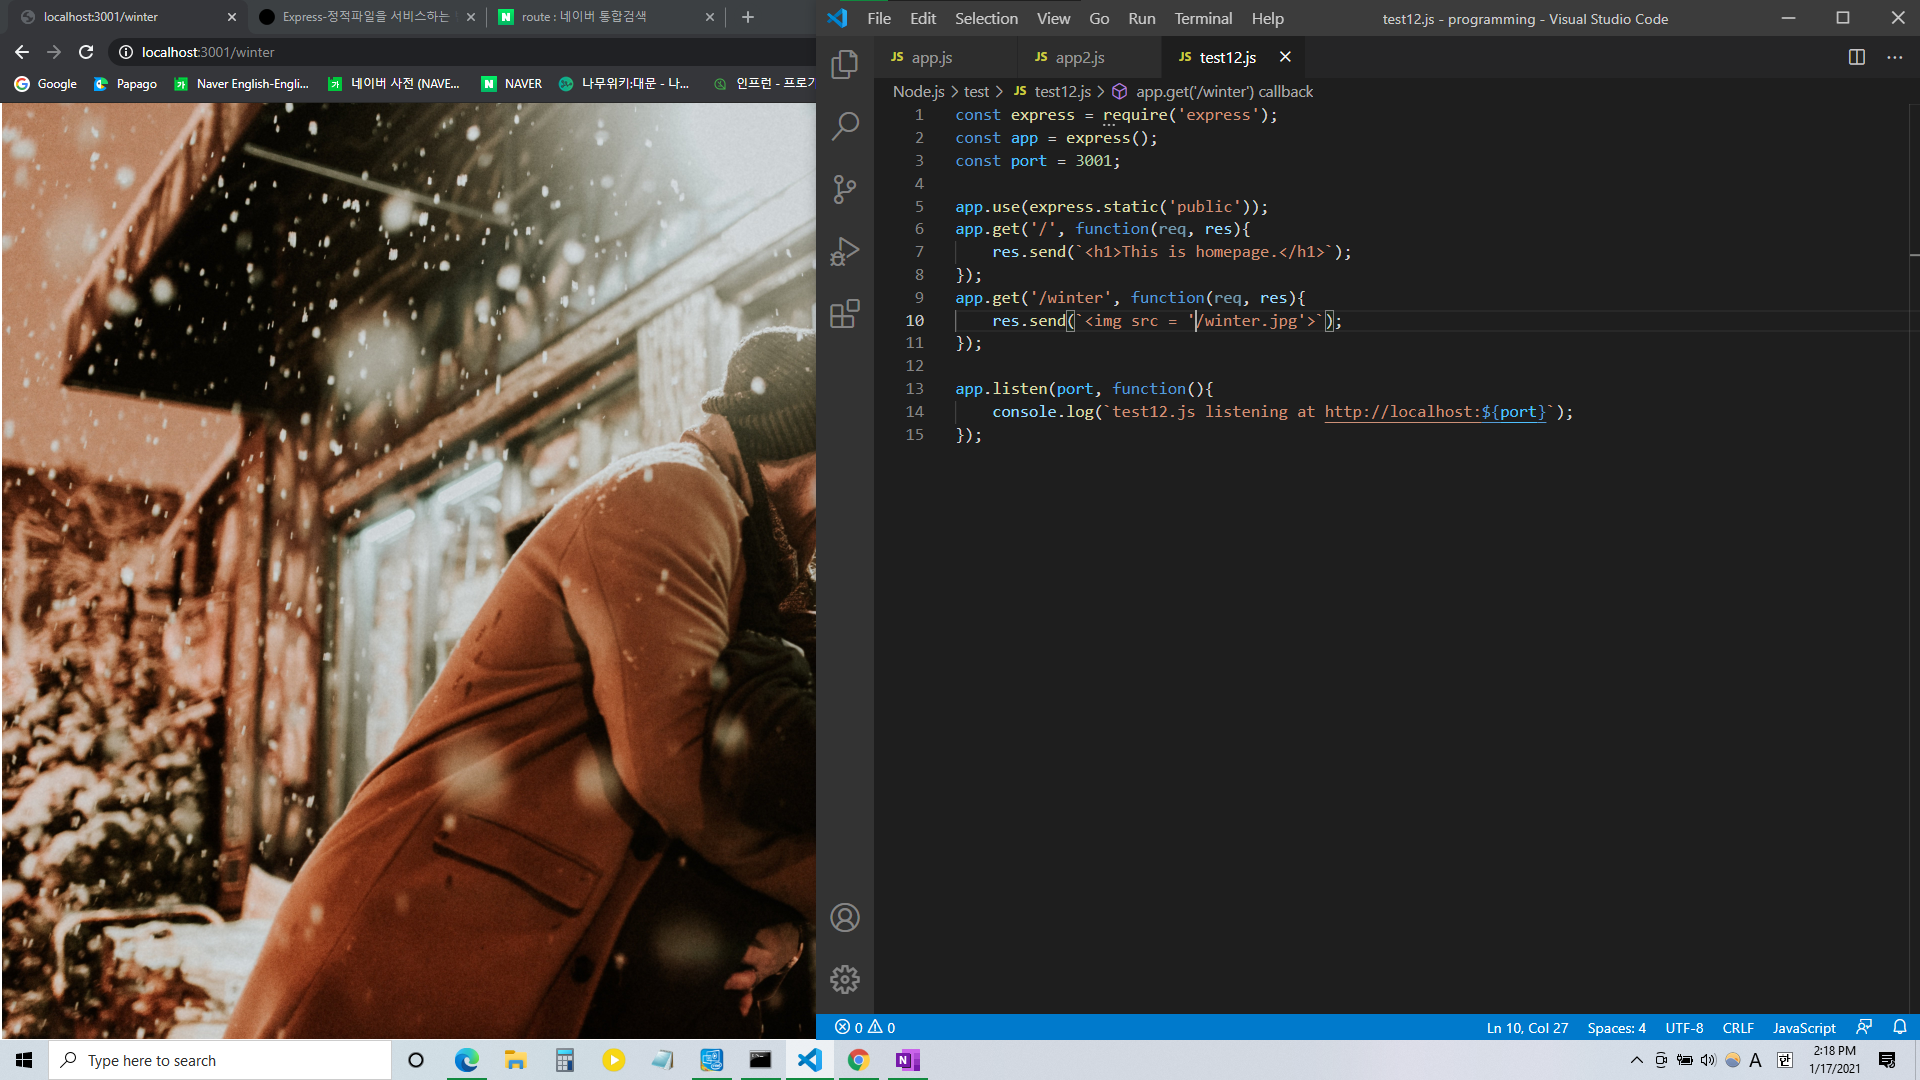 localhost:3001/winter
Express-정적파일을 서비스하는
route : 네이버 통합검색
localhost:3001/winter
Google
Papago
Naver English-Engli...
네이버 사전 (NAVE...
NAVER
나무위키:대문 - 나...
인프런 - 프로기
File Edit Selection View Go Run Terminal Help
test12.js - programming - Visual Studio Code
JS app.js
JS app2.js
JS test12.js
Node.js > test > JS test12.js > app.get('/winter') callback
1 const express = require('express');
2 const app = express();
3 const port = 3001;
4
5 app.use(express.static('public'));
6 app.get('/', function(req, res){
7 res.send(`<h1>This is homepage.</h1>`);
8 });
9 app.get('/winter', function(req, res){
10 res.send(`<img src = '/winter.jpg'>`);
11 });
12
13 app.listen(port, function(){
14 console.log(`test12.js listening at http://localhost:${port}`);
15 });
0 0
Ln 10, Col 27 Spaces: 4 UTF-8 CRLF JavaScript
Type here to search
A 한
2:18 PM
1/17/2021